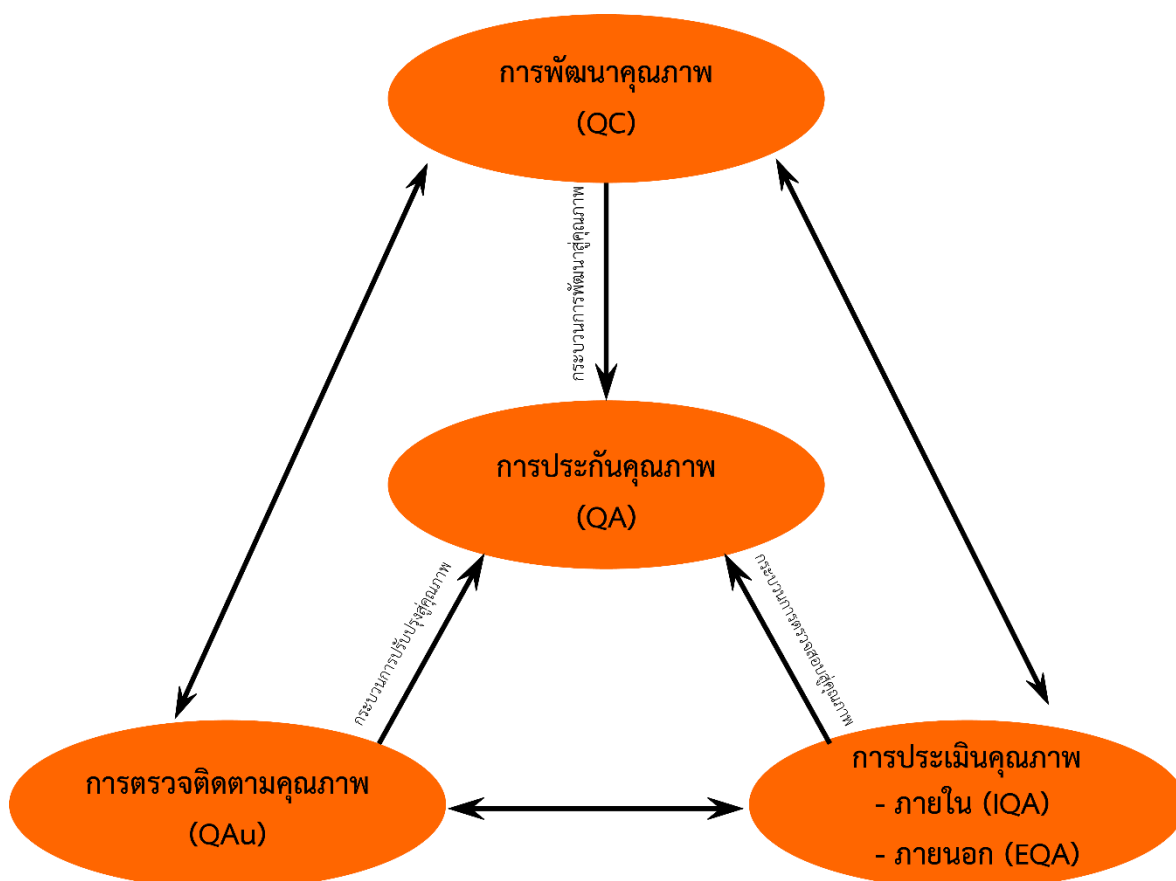 การพัฒนาคุณภาพ
(QC)
กระบวนการพัฒนาสู่คุณภาพ
การประกันคุณภาพ
(QA)
กระบวนการปรับปรุงสู่คุณภาพ
กระบวนการตรวจสอบสู่คุณภาพ
การตรวจติดตามคุณภาพ
(QAu)
การประเมินคุณภาพ
- ภายใน (IQA)
- ภายนอก (EQA)